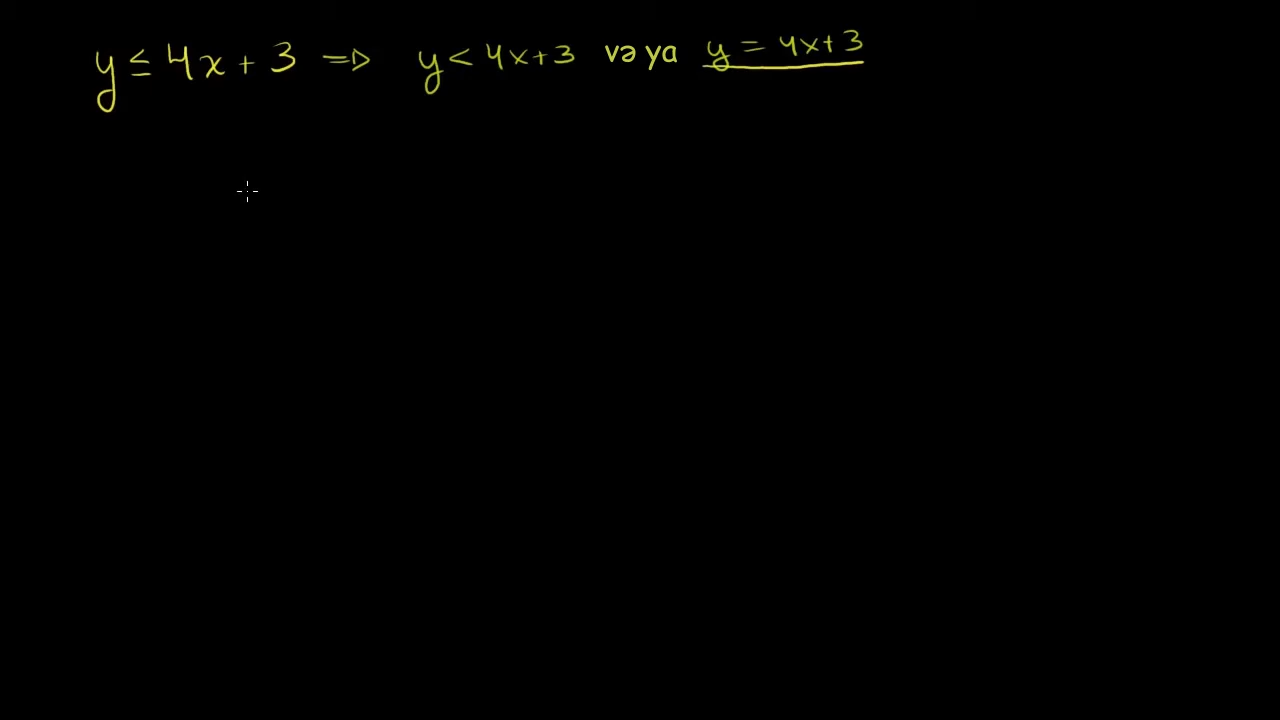 y ≤ 4x + 3 => y < 4x+3 və ya y = 4x+3